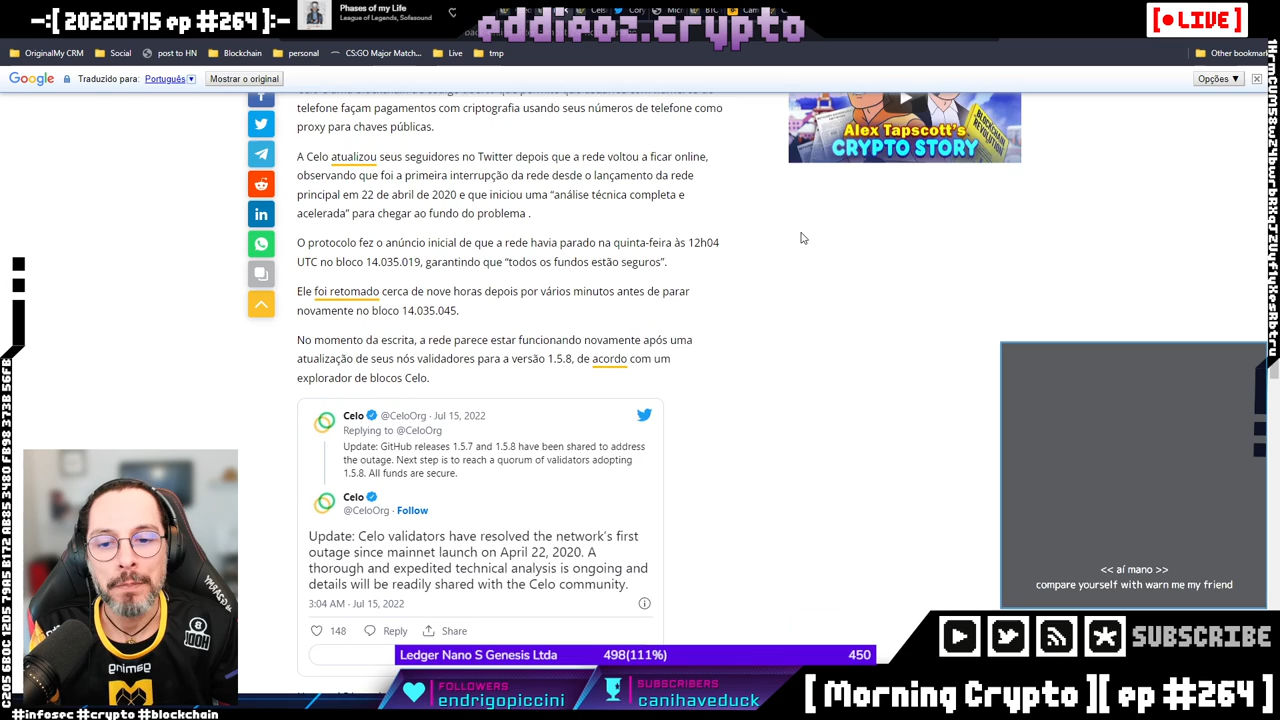 -:[ 20220715 ep #264 ]:-
Phases of my Life
League of Legends, Sofasound
eddieoz.crypto
[● LIVE]
OriginalMy CRM
Social
post to HN
Blockchain
personal
CS:GO Major Match...
Live
tmp
Other bookmar
Google Traduzido para: Português Mostrar o original
Opções ▼
telefone façam pagamentos com criptografia usando seus números de telefone como
proxy para chaves públicas.
Alex Tapscott's
CRYPTO STORY
BLOCKCHAIN
REVOLUTION
A Celo atualizou seus seguidores no Twitter depois que a rede voltou a ficar online,
observando que foi a primeira interrupção da rede desde o lançamento da rede
principal em 22 de abril de 2020 e que iniciou uma “análise técnica completa e
acelerada” para chegar ao fundo do problema .
O protocolo fez o anúncio inicial de que a rede havia parado na quinta-feira às 12h04
UTC no bloco 14.035.019, garantindo que “todos os fundos estão seguros”.
Ele foi retomado cerca de nove horas depois por vários minutos antes de parar
novamente no bloco 14.035.045.
No momento da escrita, a rede parece estar funcionando novamente após uma
atualização de seus nós validadores para a versão 1.5.8, de acordo com um
explorador de blocos Celo.
Celo @CeloOrg · Jul 15, 2022
Replying to @CeloOrg
Update: GitHub releases 1.5.7 and 1.5.8 have been shared to address
the outage. Next step is to reach a quorum of validators adopting
1.5.8. All funds are secure.
Celo
@CeloOrg · Follow
Update: Celo validators have resolved the network's first
outage since mainnet launch on April 22, 2020. A
thorough and expedited technical analysis is ongoing and
details will be readily shared with the Celo community.
3:04 AM · Jul 15, 2022
148 Reply Share
<< aí mano >>
compare yourself with warn me my friend
Ledger Nano S Genesis Ltda 498(111%) 450
FOLLOWERS
endrigopiccini
SUBSCRIBERS
canihaveduck
SUBSCRIBE
[ Morning Crypto ][ ep #264 ]
#infosec #crypto #blockchain